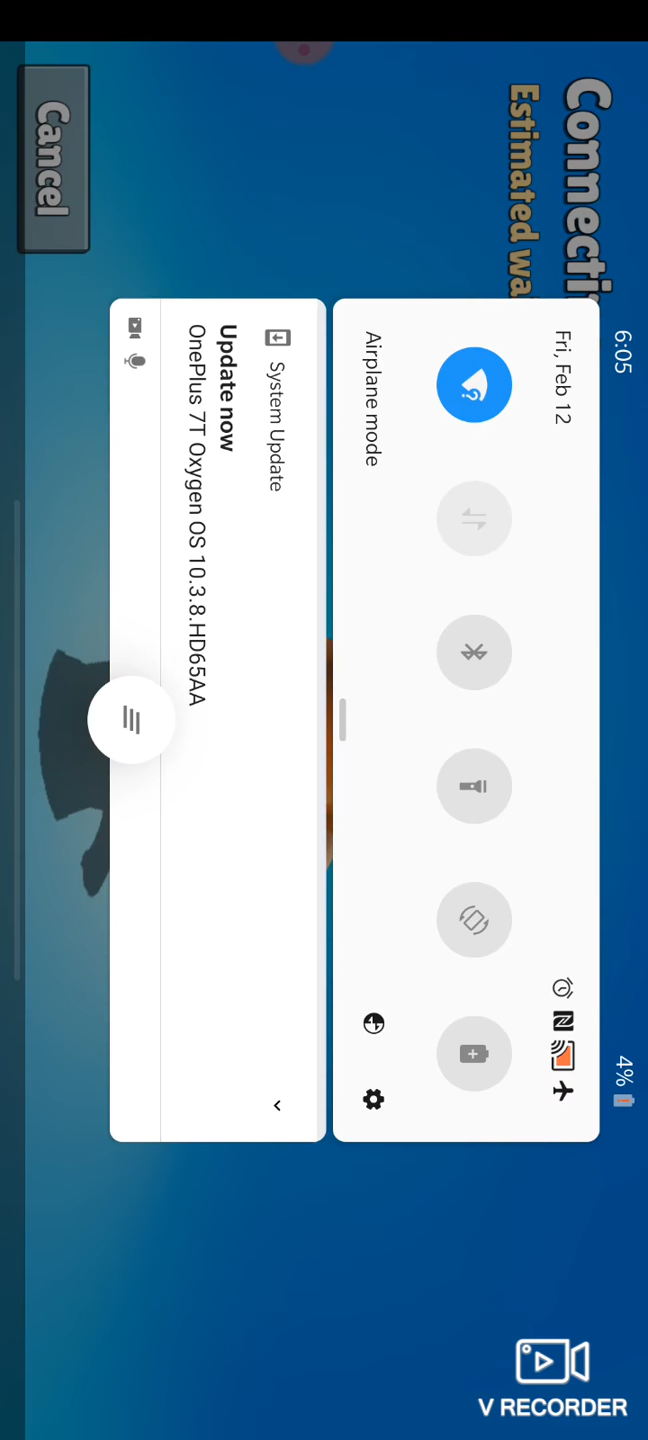 6:05
4%
Connecti
Estimated wa
Fri, Feb 12
Airplane mode
System Update
Update now
OnePlus 7T Oxygen OS 10.3.8.HD65AA
Cancel
V RECORDER